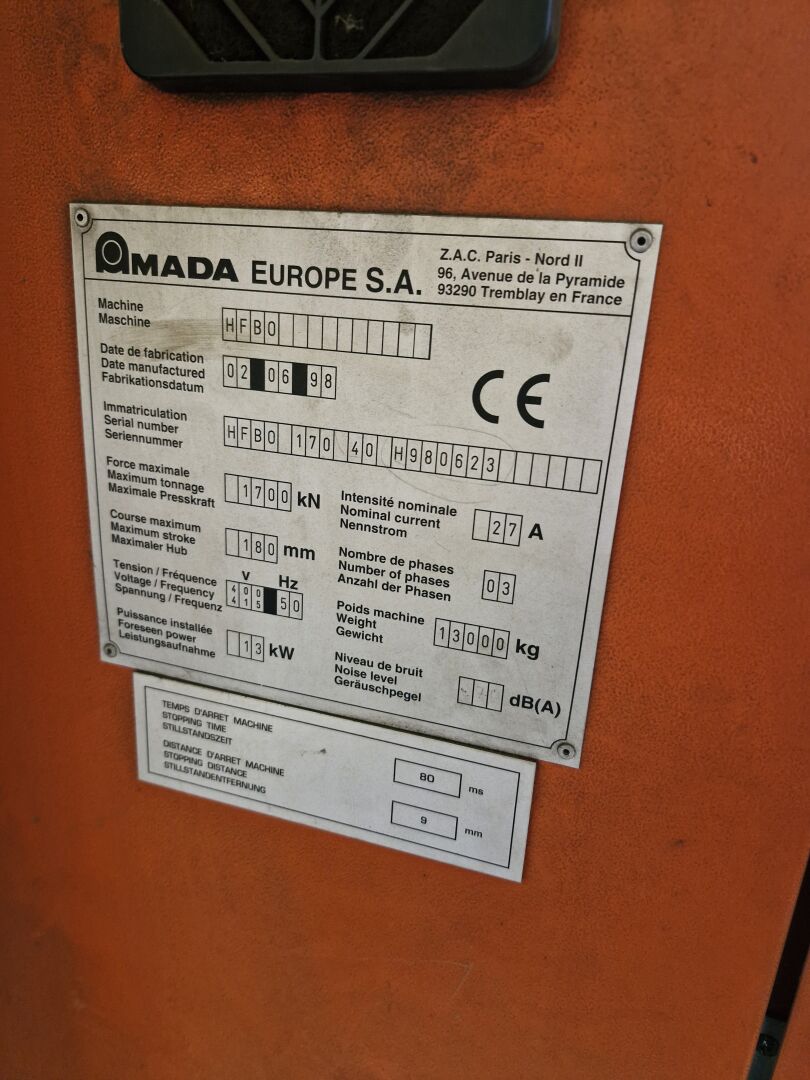 AMADA EUROPE S.A.
Z.A.C. Paris - Nord II
96, Avenue de la Pyramide
93290 Tremblay en France
Machine
Maschine
HFBO
Date de fabrication
Date manufactured
Fabrikationsdatum
02 06 98
CE
Immatriculation
Serial number
Seriennummer
HFBO 170 40 H980623
Force maximale
Maximum tonnage
Maximale Presskraft
1700 kN
Intensité nominale
Nominal current
Nennstrom
27 A
Course maximum
Maximum stroke
Maximaler Hub
180 mm
Nombre de phases
Number of phases
Anzahl der Phasen
03
Tension / Fréquence
Voltage / Frequency
Spannung / Frequenz
V Hz
400
415
50
Poids machine
Weight
Gewicht
13000 kg
Puissance installée
Foreseen power
Leistungsaufnahme
13 kW
Niveau de bruit
Noise level
Geräuschpegel
dB(A)
TEMPS D'ARRET MACHINE
STOPPING TIME
STILLSTANDSZEIT
80 ms
DISTANCE D'ARRET MACHINE
STOPPING DISTANCE
STILLSTANDENTFERNUNG
9 mm